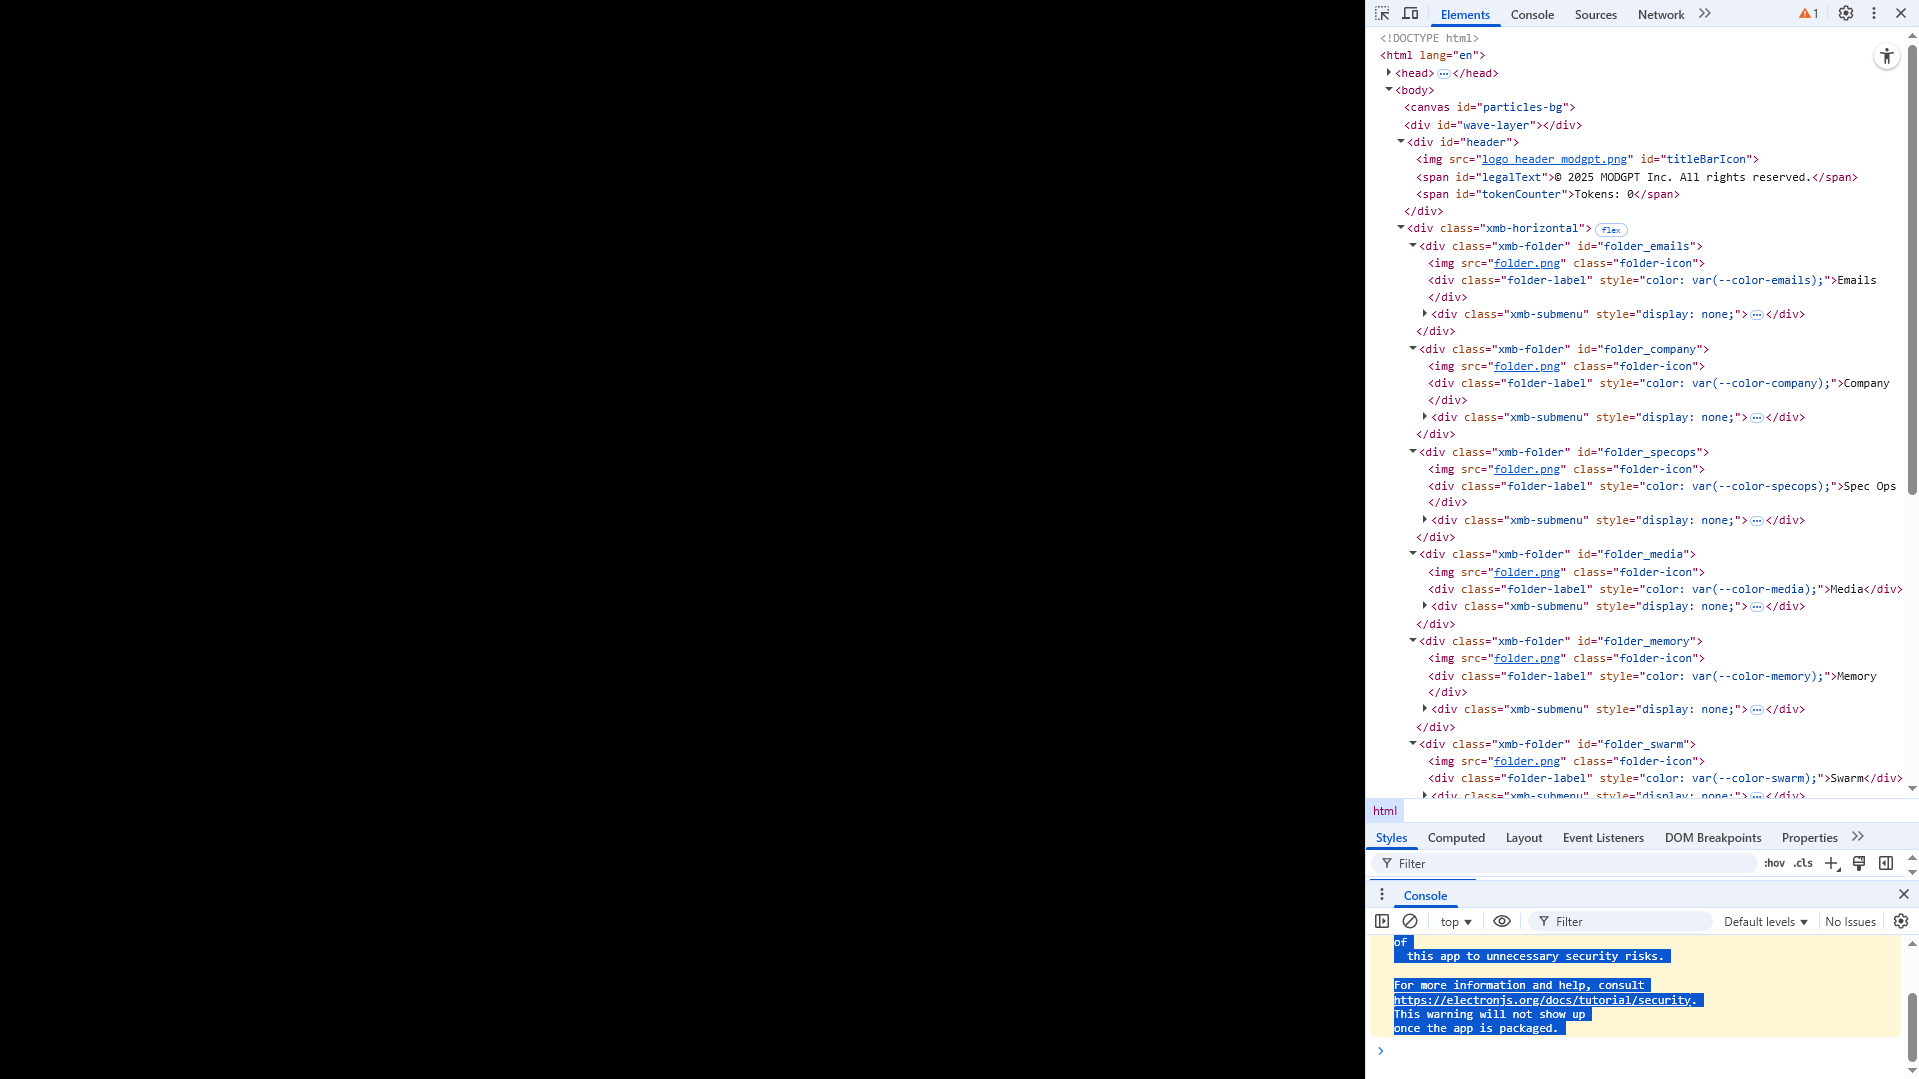 Elements Console Sources Network 1
<!DOCTYPE html>
<html lang="en">
<head> ··· </head>
<body>
<canvas id="particles-bg">
<div id="wave-layer"></div>
<div id="header">
<img src="logo_header_modgpt.png" id="titleBarIcon">
<span id="legalText">© 2025 MODGPT Inc. All rights reserved.</span>
<span id="tokenCounter">Tokens: 0</span>
</div>
<div class="xmb-horizontal"> flex
<div class="xmb-folder" id="folder_emails">
<img src="folder.png" class="folder-icon">
<div class="folder-label" style="color: var(--color-emails);">Emails
</div>
<div class="xmb-submenu" style="display: none;"> ··· </div>
</div>
<div class="xmb-folder" id="folder_company">
<img src="folder.png" class="folder-icon">
<div class="folder-label" style="color: var(--color-company);">Company
</div>
<div class="xmb-submenu" style="display: none;"> ··· </div>
</div>
<div class="xmb-folder" id="folder_specops">
<img src="folder.png" class="folder-icon">
<div class="folder-label" style="color: var(--color-specops);">Spec Ops
</div>
<div class="xmb-submenu" style="display: none;"> ··· </div>
</div>
<div class="xmb-folder" id="folder_media">
<img src="folder.png" class="folder-icon">
<div class="folder-label" style="color: var(--color-media);">Media</div>
<div class="xmb-submenu" style="display: none;"> ··· </div>
</div>
<div class="xmb-folder" id="folder_memory">
<img src="folder.png" class="folder-icon">
<div class="folder-label" style="color: var(--color-memory);">Memory
</div>
<div class="xmb-submenu" style="display: none;"> ··· </div>
</div>
<div class="xmb-folder" id="folder_swarm">
<img src="folder.png" class="folder-icon">
<div class="folder-label" style="color: var(--color-swarm);">Swarm</div>
<div class="xmb-submenu" style="display: none;"> ··· </div>
html
Styles Computed Layout Event Listeners DOM Breakpoints Properties
Filter :hov .cls
Console
top Filter Default levels No Issues
of
this app to unnecessary security risks.
For more information and help, consult
https://electronjs.org/docs/tutorial/security.
This warning will not show up
once the app is packaged.